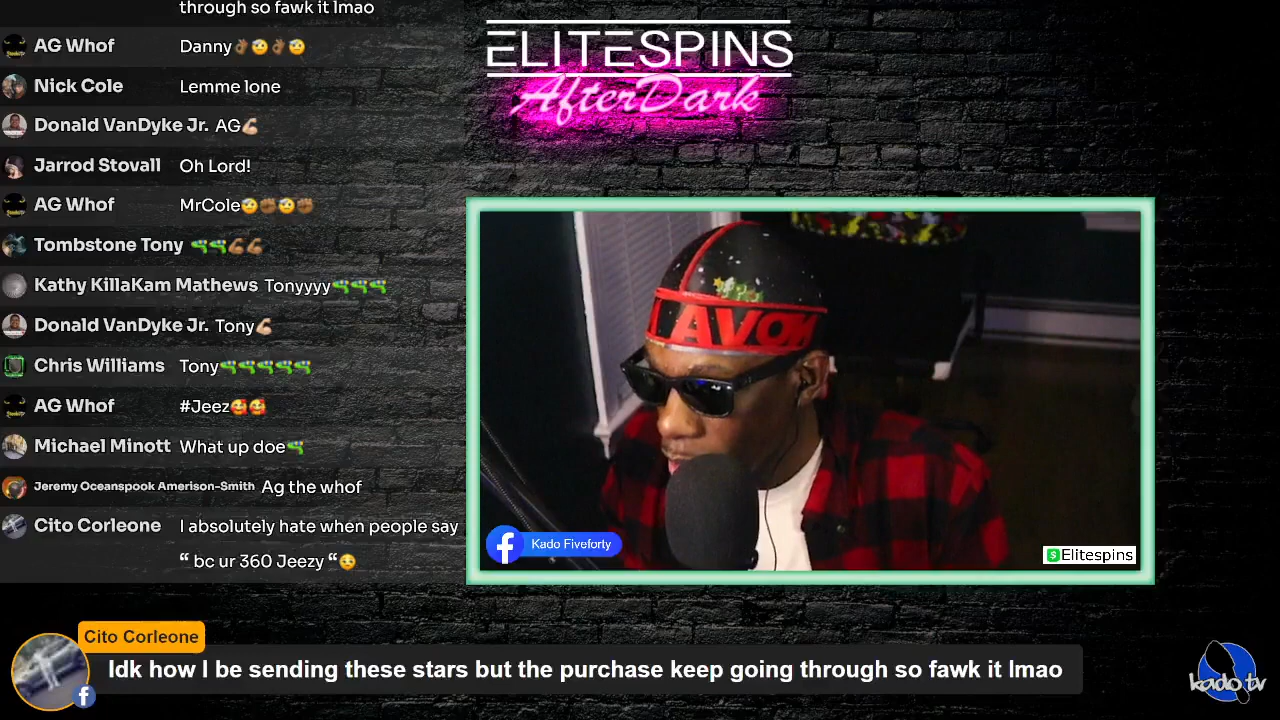 through so fawk it lmao
AG Whof Danny👌🏾🤕👌🏾🤕
MurkCole Lemme lone
Donald VanDyke Jr. AG💪🏼
Jarrod Stovall Oh Lord!
AG Whof MrCole🤕✊🏾🤕✊🏾
Tombstone Tony 🔫🔫💪🏽💪🏽
Kathy KillaKam Mathews Tonyyyy🔫🔫🔫
Donald VanDyke Jr. Tony💪🏼
Chris Williams Tony🔫🔫🔫🔫🔫
AG Whof #Jeez🥰🥰
Michael Minott What up doe🔫
Jeremy Oceanspook Amerison-Smith Ag the whof
Cito Corleone I absolutely hate when people say
“ bc ur 360 Jeezy “😉
ELITESPINS
AfterDark
AVON
Kado Fiveforty
$Elitespins
Cito Corleone
Idk how I be sending these stars but the purchase keep going through so fawk it lmao
kado tv